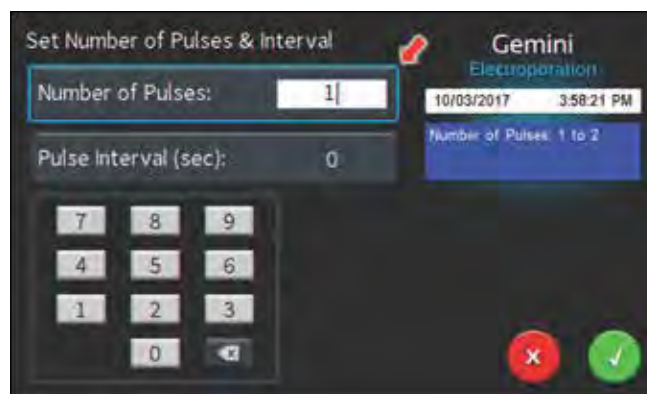 Set Number of Pulses & Interval
Number of Pulses: 1
Pulse Interval (sec): 0
7 8 9
4 5 6
1 2 3
0
Gemini
Electroporation
10/03/2017 3:58:21 PM
Number of Pulses: 1 to 2